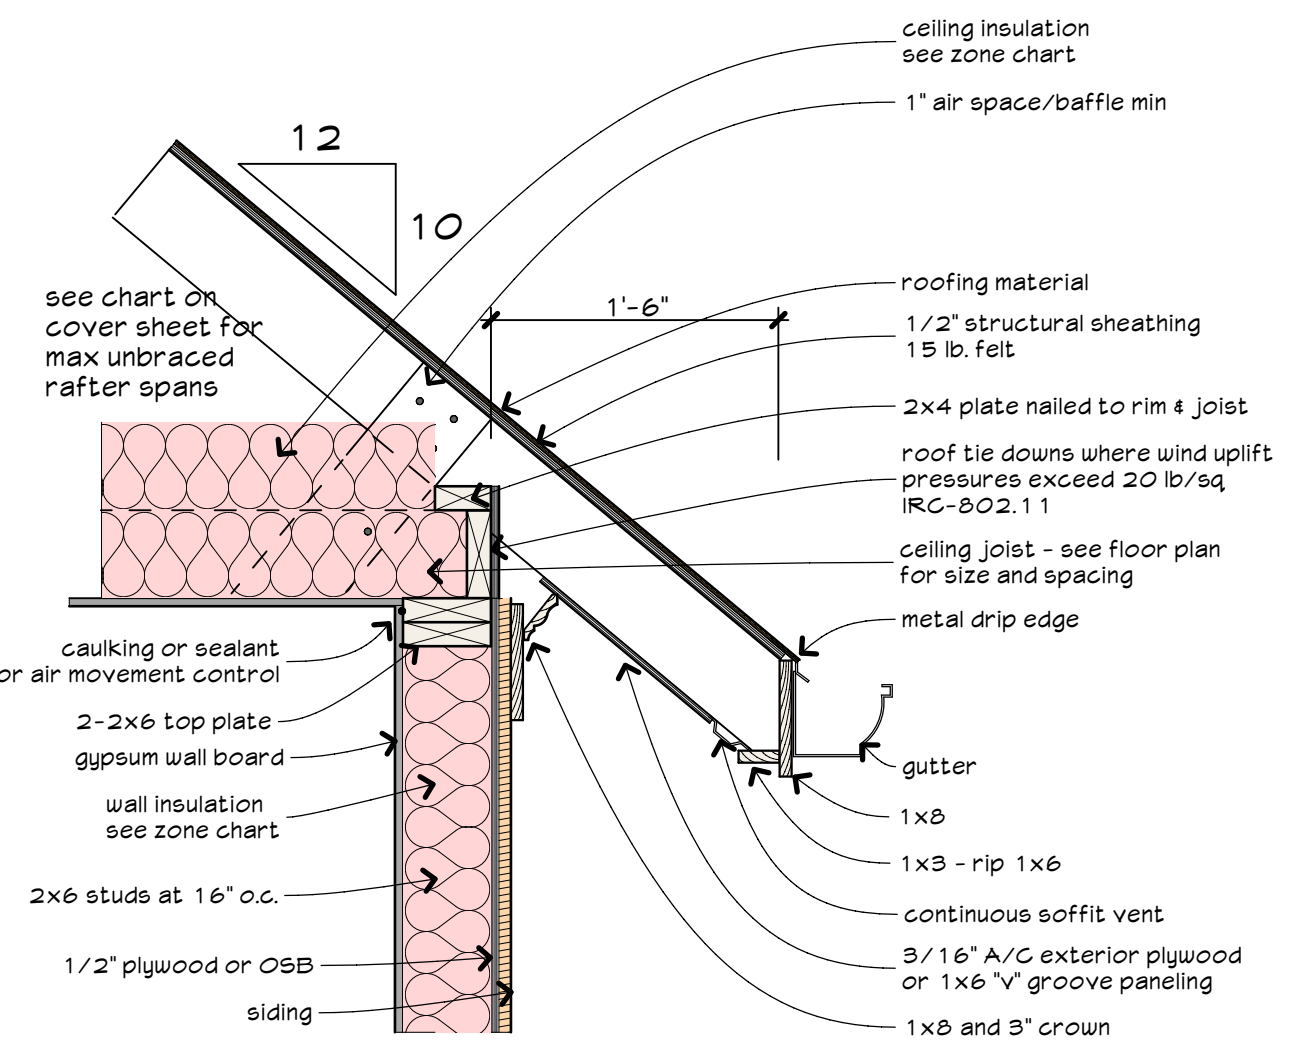 ceiling insulation
see zone chart
1" air space/baffle min
12
10
see chart on
cover sheet for
max unbraced
rafter spans
1'-6"
roofing material
1/2" structural sheathing
15 lb. felt
2x4 plate nailed to rim & joist
roof tie downs where wind uplift
pressures exceed 20 lb/sq
IRC-802.11
ceiling joist - see floor plan
for size and spacing
metal drip edge
caulking or sealant
or air movement control
2-2x6 top plate
gypsum wall board
wall insulation
see zone chart
2x6 studs at 16" o.c.
1/2" plywood or OSB
siding
gutter
1x8
1x3 - rip 1x6
continuous soffit vent
3/16" A/C exterior plywood
or 1x6 "v" groove paneling
1x8 and 3" crown